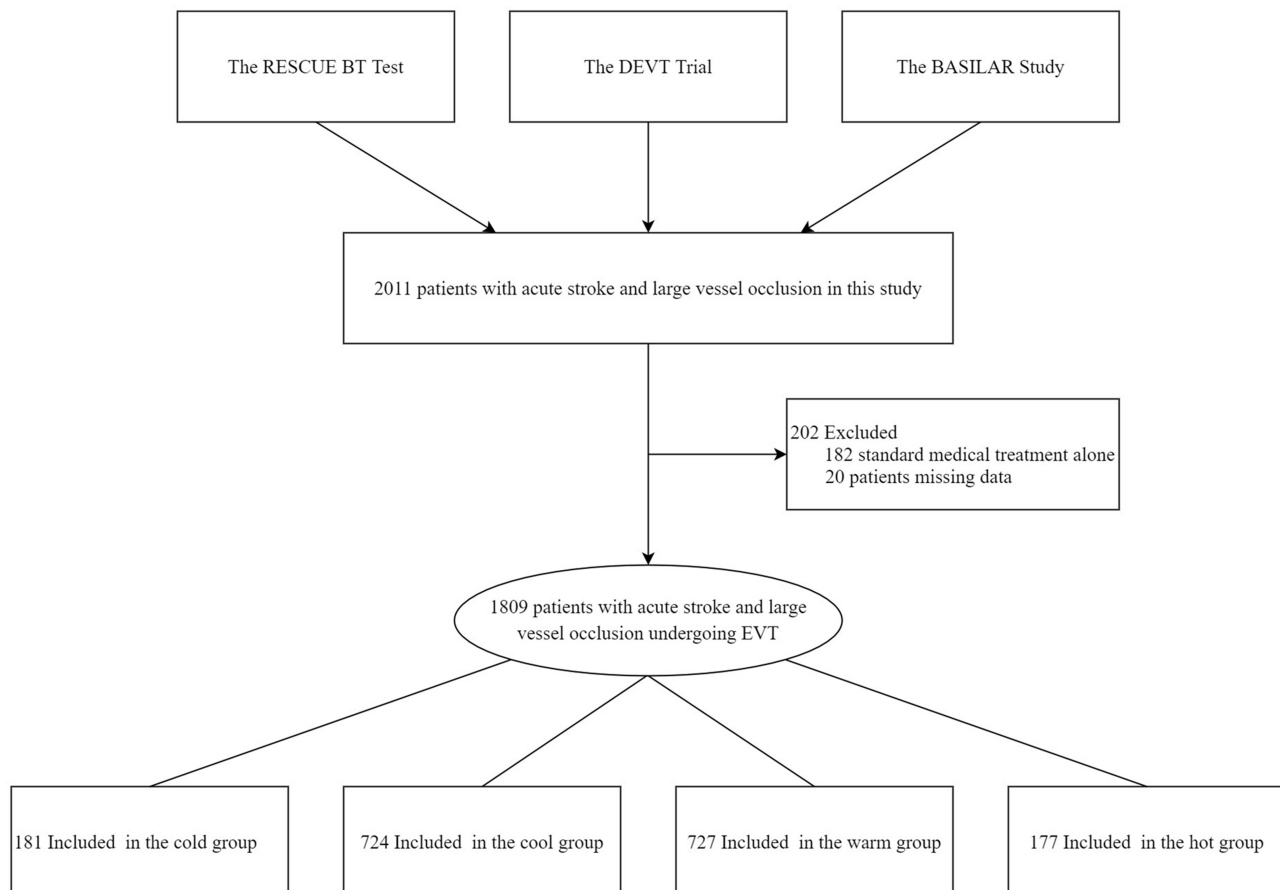 The RESCUE BT Test
The DEVT Trial
The BASILAR Study
2011 patients with acute stroke and large vessel occlusion in this study
202 Excluded
182 standard medical treatment alone
20 patients missing data
1809 patients with acute stroke and large
vessel occlusion undergoing EVT
181 Included in the cold group
724 Included in the cool group
727 Included in the warm group
177 Included in the hot group